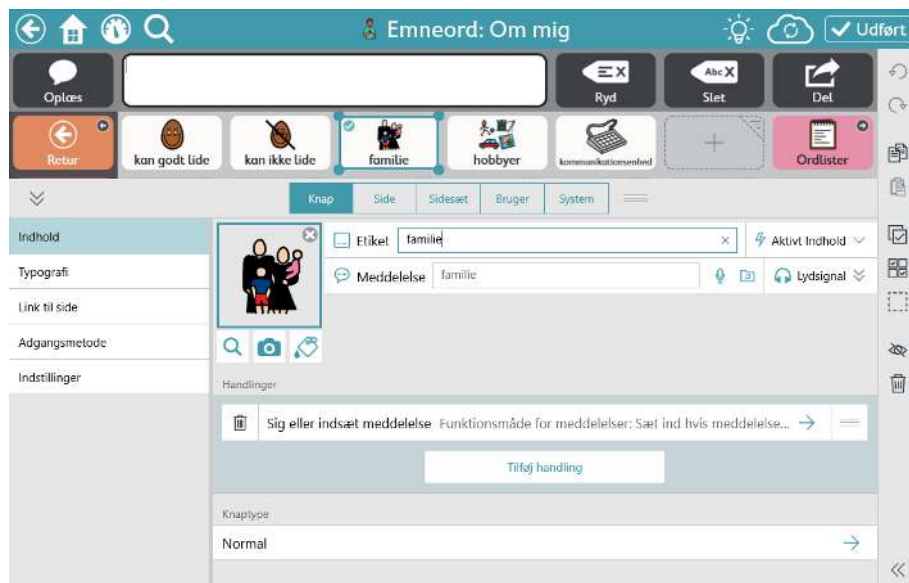 Emneord: Om mig
Udført
Oplæs
Ryd
Abc
Slet
Del
Retur
kan godt lide
kan ikke lide
familie
hobbyer
kommunikationsenhed
Ordlister
Knap
Side
Sidesæt
Bruger
System
Indhold
Typografi
Link til side
Adgangsmetode
Indstillinger
Etiket
familie
Aktivt Indhold
Meddelelse
familie
Lydsignal
Handlinger
Sig eller indsæt meddelelse Funktionsmåde for meddelelser: Sæt ind hvis meddelelse...
Tilføj handling
Knaptype
Normal